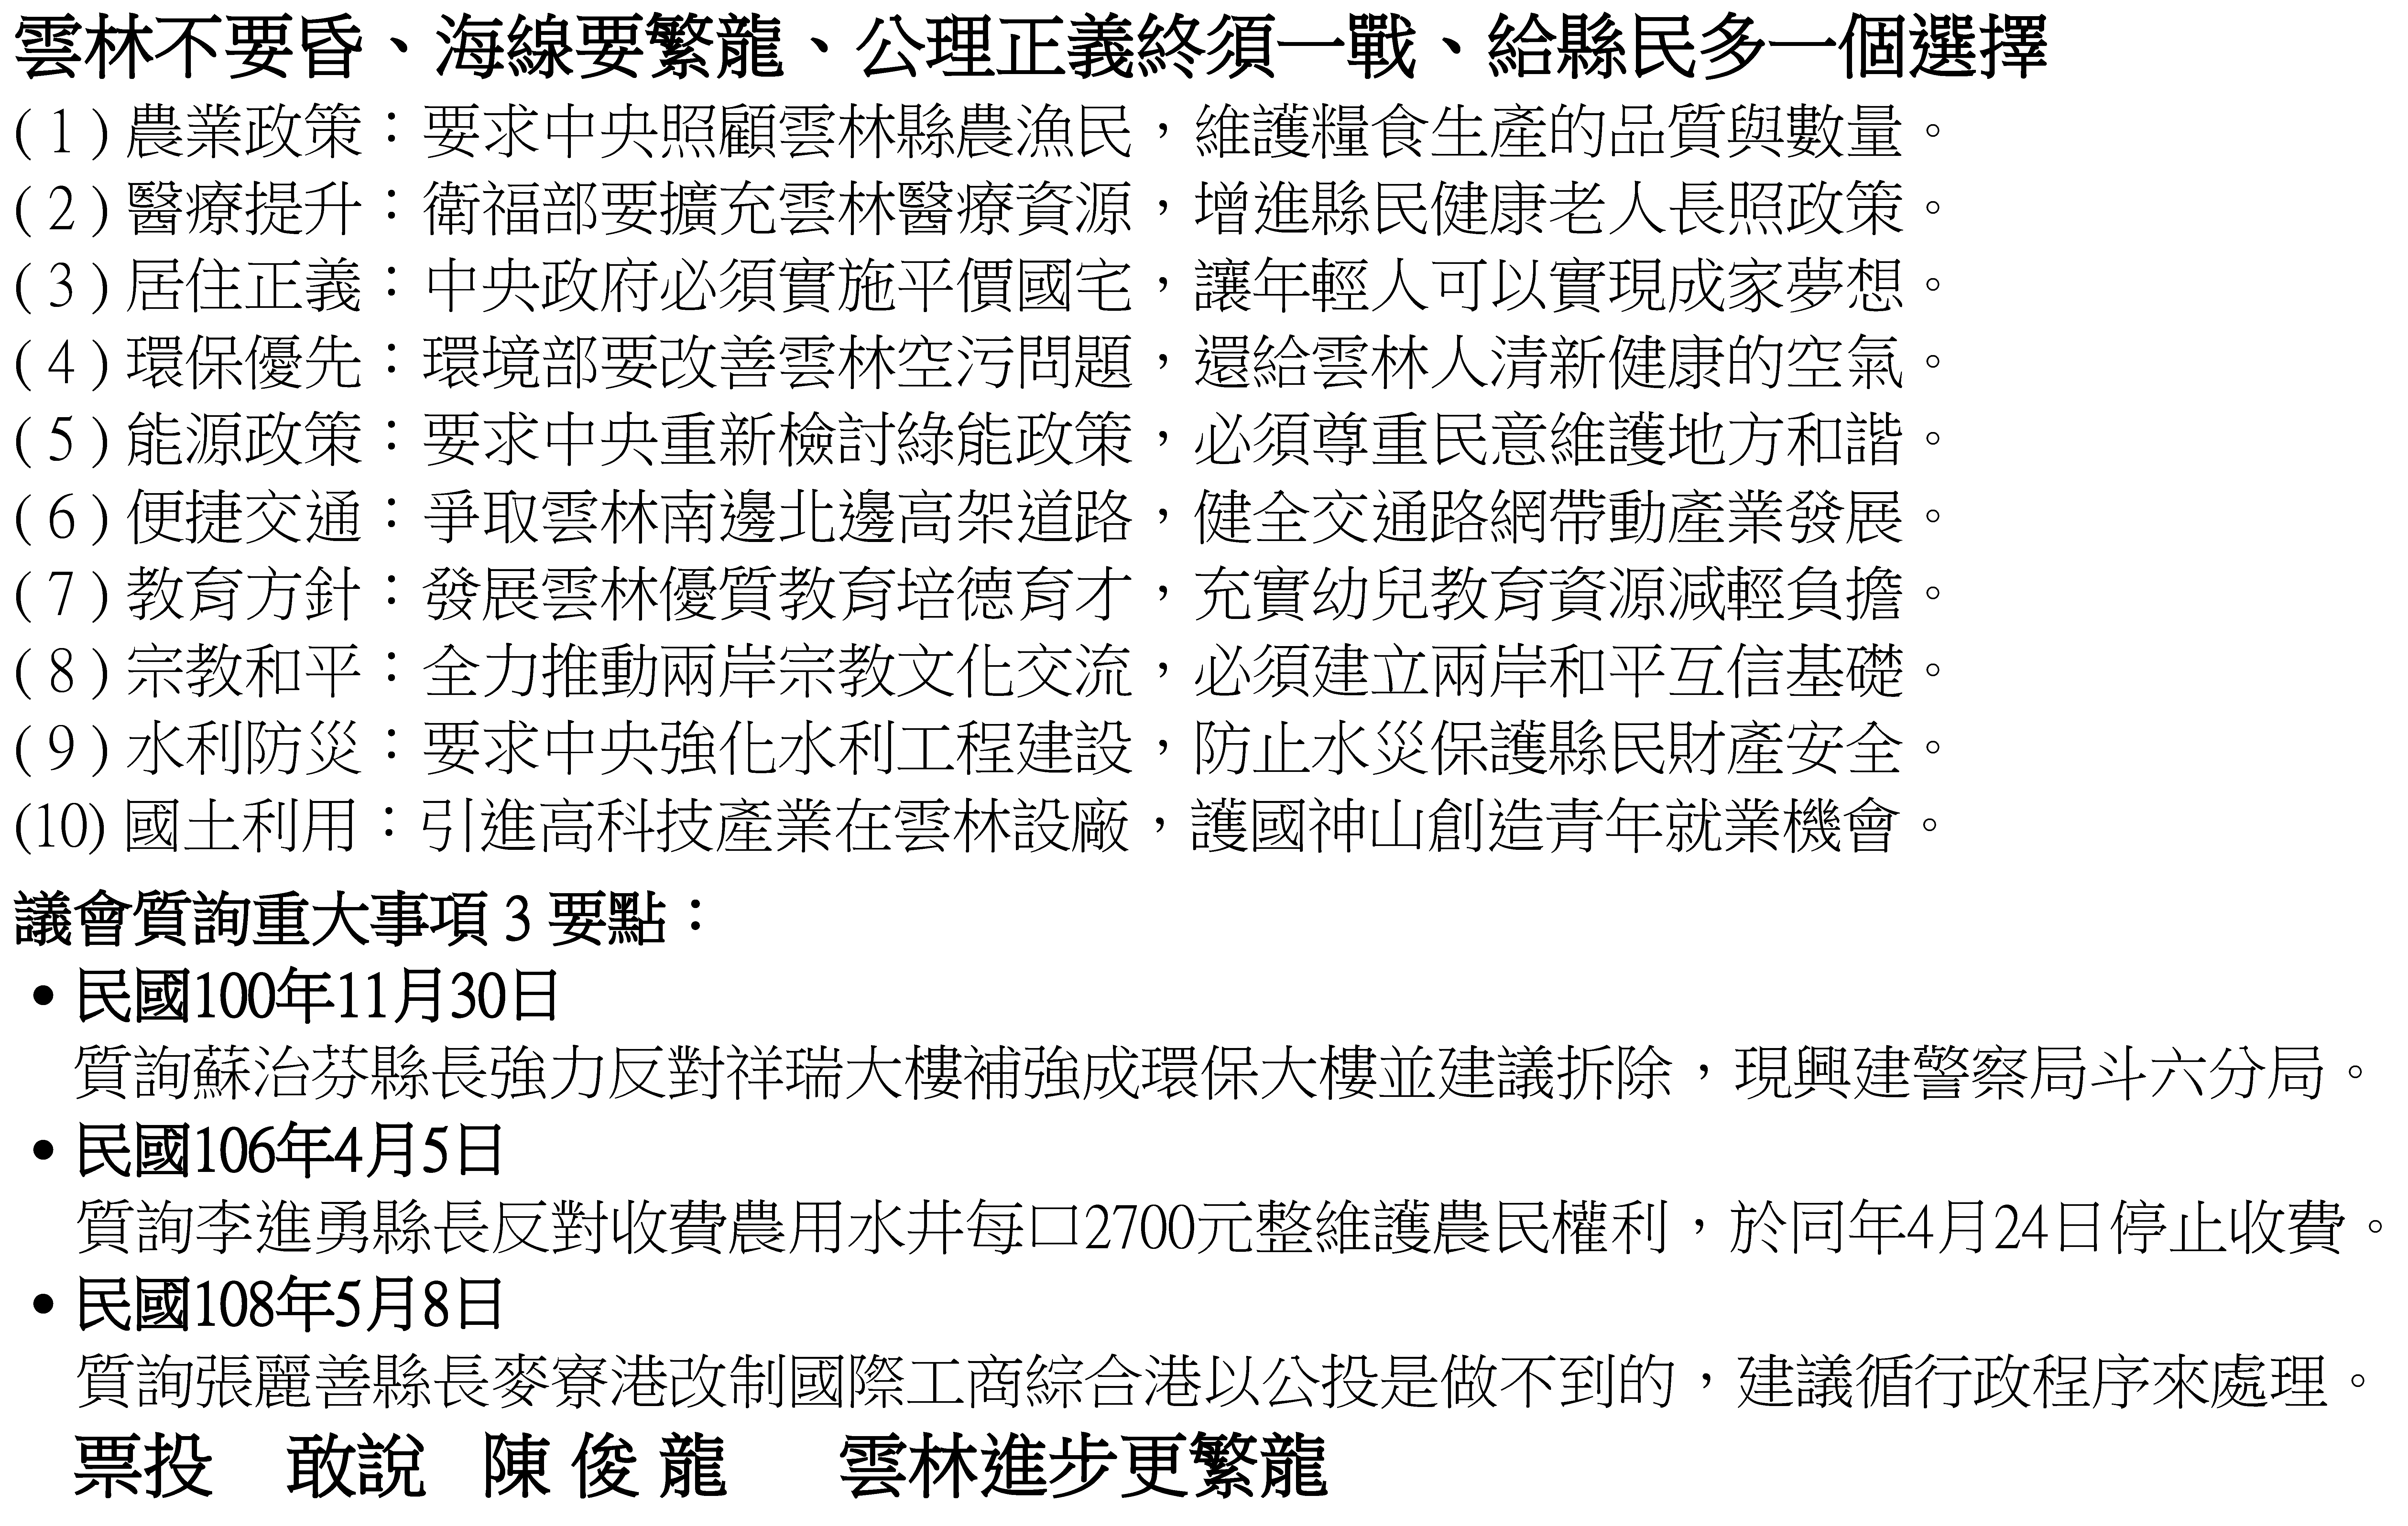 雲林不要昏、海線要繁龍、公理正義終須一戰、給縣民多一個選擇
( 1 ) 農業政策：要求中央照顧雲林縣農漁民，維護糧食生產的品質與數量。
( 2 ) 醫療提升：衛福部要擴充雲林醫療資源，增進縣民健康老人長照政策。
( 3 ) 居住正義：中央政府必須實施平價國宅，讓年輕人可以實現成家夢想。
( 4 ) 環保優先：環境部要改善雲林空污問題，還給雲林人清新健康的空氣。
( 5 ) 能源政策：要求中央重新檢討綠能政策，必須尊重民意維護地方和諧。
( 6 ) 便捷交通：爭取雲林南邊北邊高架道路，健全交通路網帶動產業發展。
( 7 ) 教育方針：發展雲林優質教育培德育才，充實幼兒教育資源減輕負擔。
( 8 ) 宗教和平：全力推動兩岸宗教文化交流，必須建立兩岸和平互信基礎。
( 9 ) 水利防災：要求中央強化水利工程建設，防止水災保護縣民財產安全。
(10) 國土利用：引進高科技產業在雲林設廠，護國神山創造青年就業機會。
議會質詢重大事項 3 要點：
• 民國100年11月30日
質詢蘇治芬縣長強力反對祥瑞大樓補強成環保大樓並建議拆除，現興建警察局斗六分局。
• 民國106年4月5日
質詢李進勇縣長反對收費農用水井每口2700元整維護農民權利，於同年4月24日停止收費。
• 民國108年5月8日
質詢張麗善縣長麥寮港改制國際工商綜合港以公投是做不到的，建議循行政程序來處理。
票投　敢說　陳 俊 龍　雲林進步更繁龍